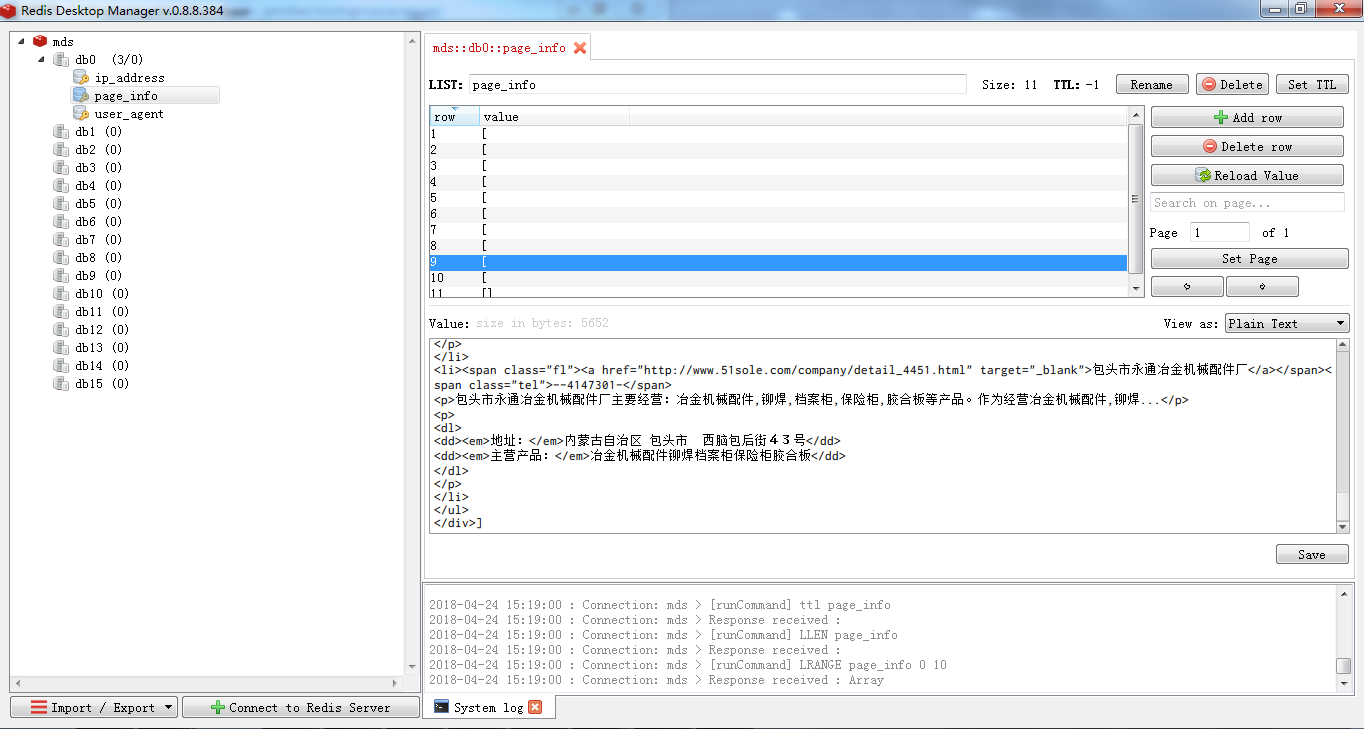 Redis Desktop Manager v.0.8.8.384
mds
db0 (3/0)
ip_address
page_info
user_agent
db1 (0)
db2 (0)
db3 (0)
db4 (0)
db5 (0)
db6 (0)
db7 (0)
db8 (0)
db9 (0)
db10 (0)
db11 (0)
db12 (0)
db13 (0)
db14 (0)
db15 (0)
Import / Export
Connect to Redis Server
mds::db0::page_info
LIST: page_info Size: 11 TTL: -1 Rename Delete Set TTL
row value
1 [
2 [
3 [
4 [
5 [
6 [
7 [
8 [
9 [
10 [
11 []
Add row
Delete row
Reload Value
Search on page...
Page 1 of 1
Set Page
Value: size in bytes: 5652 View as: Plain Text
</p>
</li>
<li><span class="fl"><a href="http://www.51sole.com/company/detail_4451.html" target="_blank">包头市永通冶金机械配件厂</a></span><
span class="tel">--4147301-</span>
<p>包头市永通冶金机械配件厂主要经营：冶金机械配件,铆焊,档案柜,保险柜,胶合板等产品。作为经营冶金机械配件,铆焊...</p>
<p>
<dl>
<dd><em>地址：</em>内蒙古自治区 包头市　西脑包后街４３号</dd>
<dd><em>主营产品：</em>冶金机械配件铆焊档案柜保险柜胶合板</dd>
</dl>
</p>
</li>
</ul>
</div>]
Save
2018-04-24 15:19:00 : Connection: mds > [runCommand] ttl page_info
2018-04-24 15:19:00 : Connection: mds > Response received :
2018-04-24 15:19:00 : Connection: mds > [runCommand] LLEN page_info
2018-04-24 15:19:00 : Connection: mds > Response received :
2018-04-24 15:19:00 : Connection: mds > [runCommand] LRANGE page_info 0 10
2018-04-24 15:19:00 : Connection: mds > Response received : Array
System log